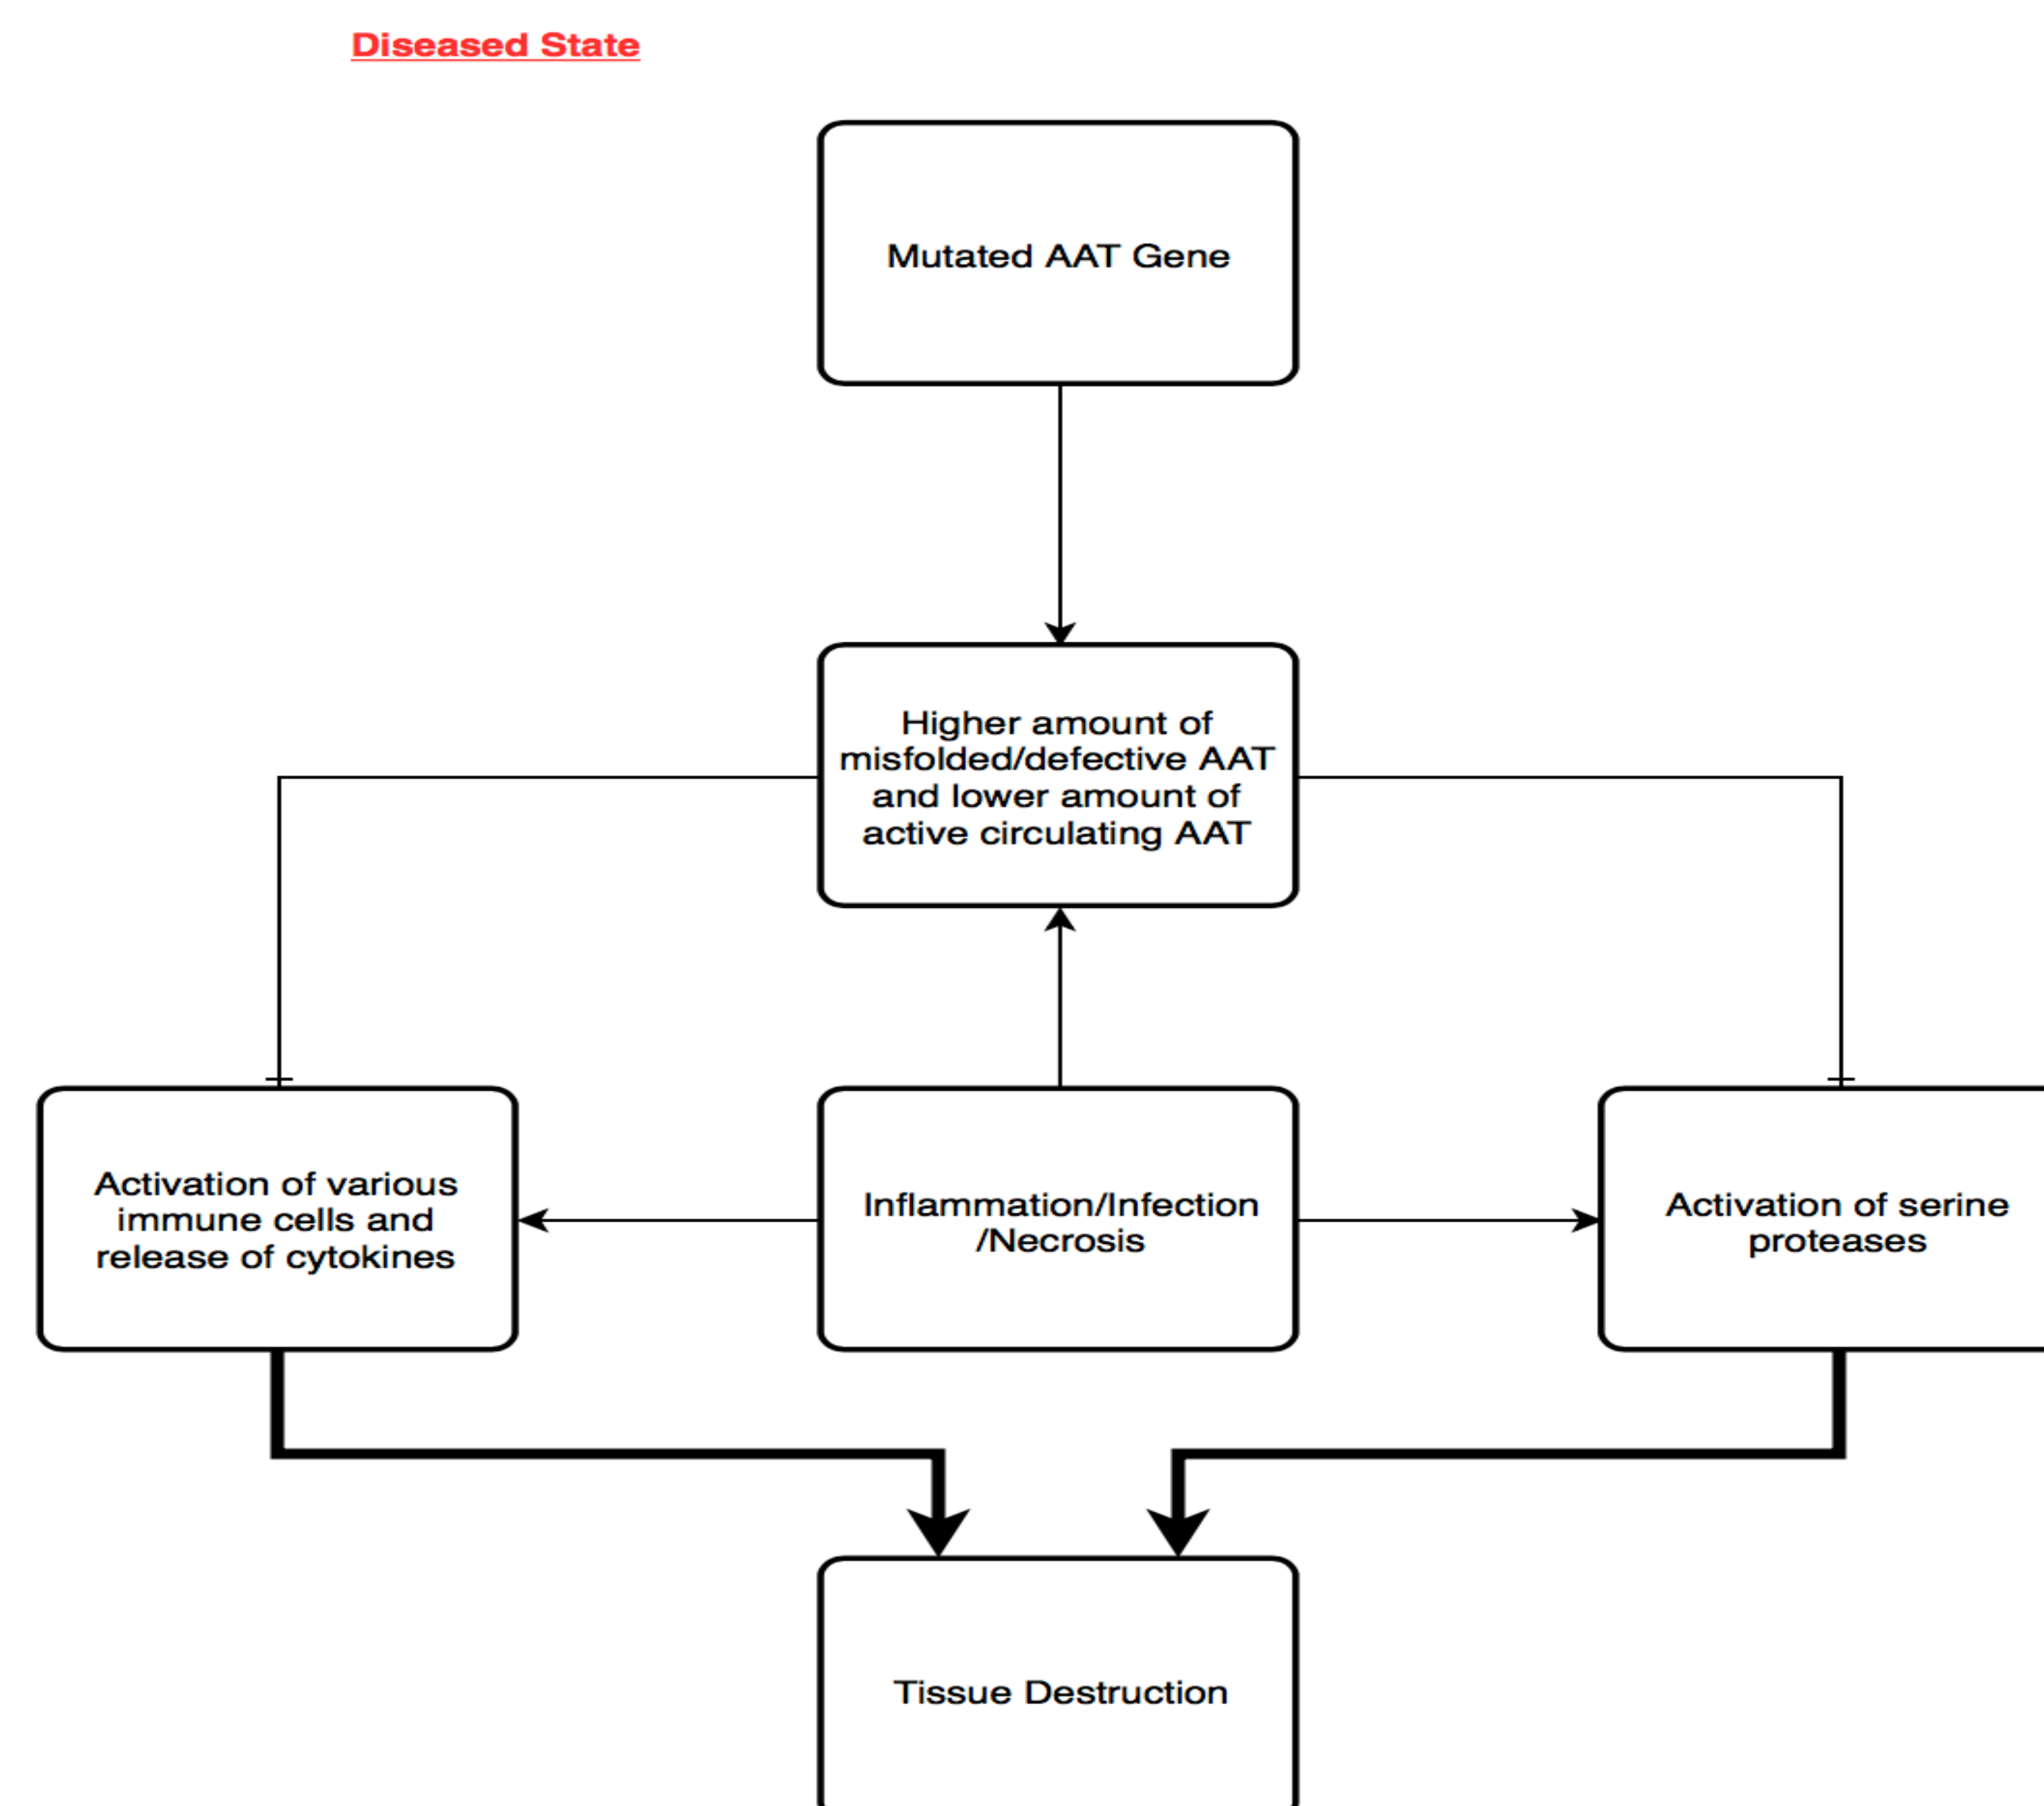 Diseased State
Mutated AAT Gene
Higher amount of
misfolded/defective AAT
and lower amount of
active circulating AAT
Activation of various
immune cells and
release of cytokines
Inflammation/Infection
/Necrosis
Activation of serine
proteases
Tissue Destruction